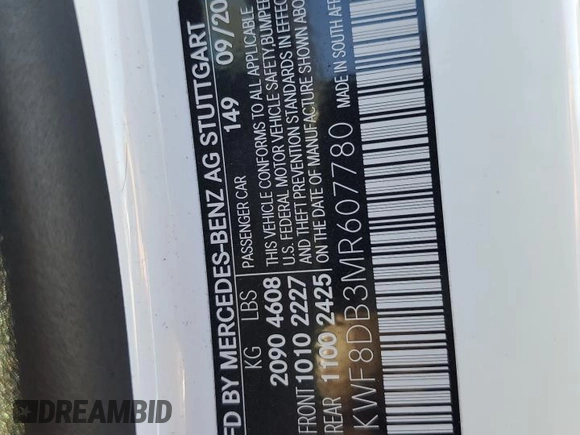 FD BY MERCEDES-BENZ AG STUTTGART
149 09/20
KG LBS PASSENGER CAR
2090 4608 THIS VEHICLE CONFORMS TO ALL APPLICABLE
U.S. FEDERAL MOTOR VEHICLE SAFETY, BUMPER
FRONT 1010 2227 AND THEFT PREVENTION STANDARDS IN EFFECT
REAR 1100 2425 ON THE DATE OF MANUFACTURE SHOWN ABOV
KWF8DB3MR607780 MADE IN SOUTH AFR
DREAMBID